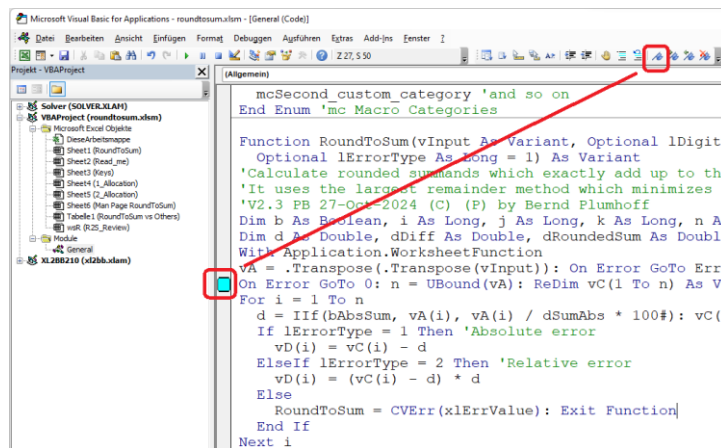 Microsoft Visual Basic for Applications - roundtosum.xlsm - [General (Code)]
Datei Bearbeiten Ansicht Einfügen Format Debuggen Ausführen Extras Add-Ins Fenster ?
Z 27, S 50
Projekt - VBAProject
(Allgemein)
Solver (SOLVER.XLAM)
VBAProject (roundtosum.xlsm)
Microsoft Excel Objekte
DieseArbeitsmappe
Sheet1 (RoundToSum)
Sheet2 (Read_me)
Sheet3 (Keys)
Sheet4 (1_Allocation)
Sheet5 (2_Allocation)
Sheet6 (Man Page RoundToSum)
Tabelle1 (RoundToSum vs Others)
wsR (R2S_Review)
Module
General
XL2BB210 (xl2bb.xlam)
mcSecond_custom_category 'and so on
End Enum 'mc Macro Categories
Function RoundToSum(vInput As Variant, Optional lDigit
Optional lErrorType As Long = 1) As Variant
'Calculate rounded summands which exactly add up to th
'It uses the largest remainder method which minimizes
'V2.3 PB 27-Oct-2024 (C) (P) by Bernd Plumhoff
Dim b As Boolean, i As Long, j As Long, k As Long, n A
Dim d As Double, dDiff As Double, dRoundedSum As Doubl
With Application.WorksheetFunction
vA = .Transpose(.Transpose(vInput)): On Error GoTo Err
On Error GoTo 0: n = UBound(vA): ReDim vC(1 To n) As V
For i = 1 To n
d = IIf(bAbsSum, vA(i), vA(i) / dSumAbs * 100#): vC(
If lErrorType = 1 Then 'Absolute error
vD(i) = vC(i) - d
ElseIf lErrorType = 2 Then 'Relative error
vD(i) = (vC(i) - d) * d
Else
RoundToSum = CVErr(xlErrValue): Exit Function
End If
Next i